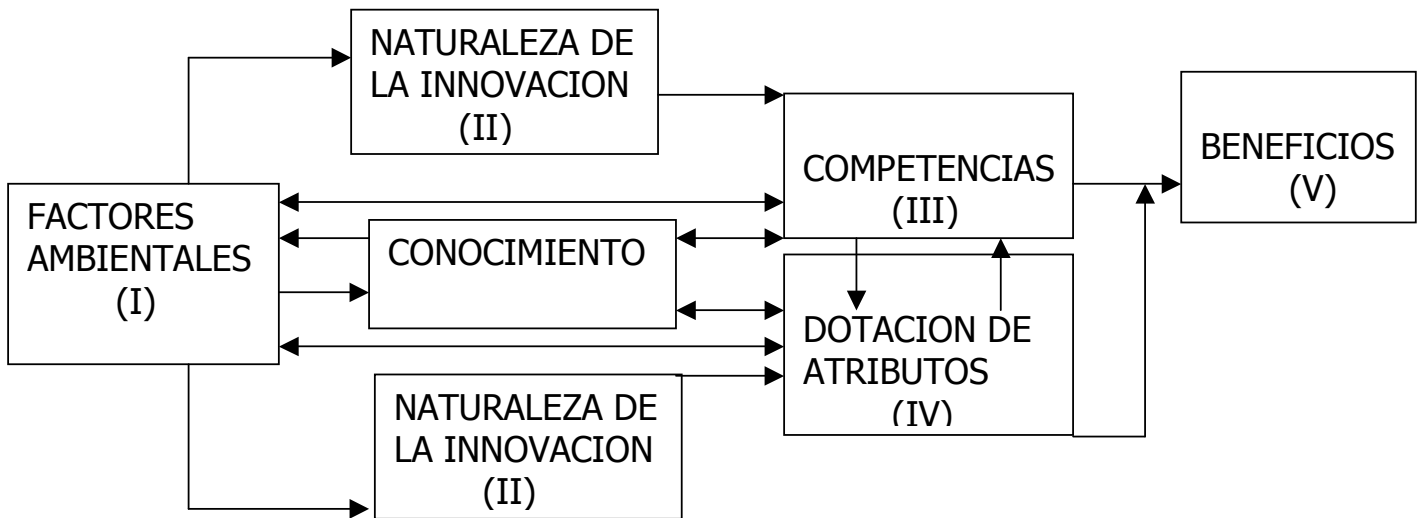 NATURALEZA DE
LA INNOVACION
(II)
FACTORES
AMBIENTALES
(I)
CONOCIMIENTO
NATURALEZA DE
LA INNOVACION
(II)
COMPETENCIAS
(III)
DOTACION DE
ATRIBUTOS
(IV)
BENEFICIOS
(V)